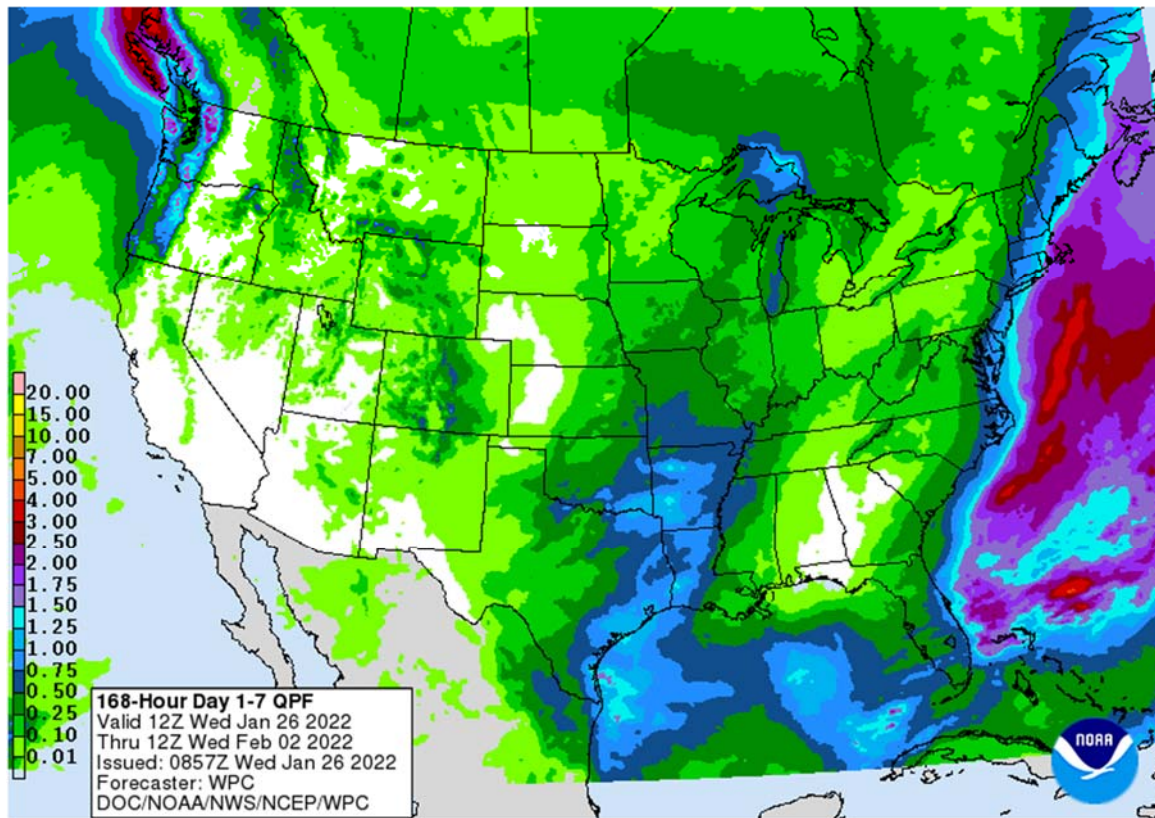 20.00
15.00
10.00
7.00
5.00
4.00
3.00
2.50
2.00
1.75
1.50
1.25
1.00
0.75
0.50
0.25
0.10
0.01
168-Hour Day 1-7 QPF
Valid 12Z Wed Jan 26 2022
Thru 12Z Wed Feb 02 2022
Issued: 0857Z Wed Jan 26 2022
Forecaster: WPC
DOC/NOAA/NWS/NCEP/WPC
NOAA